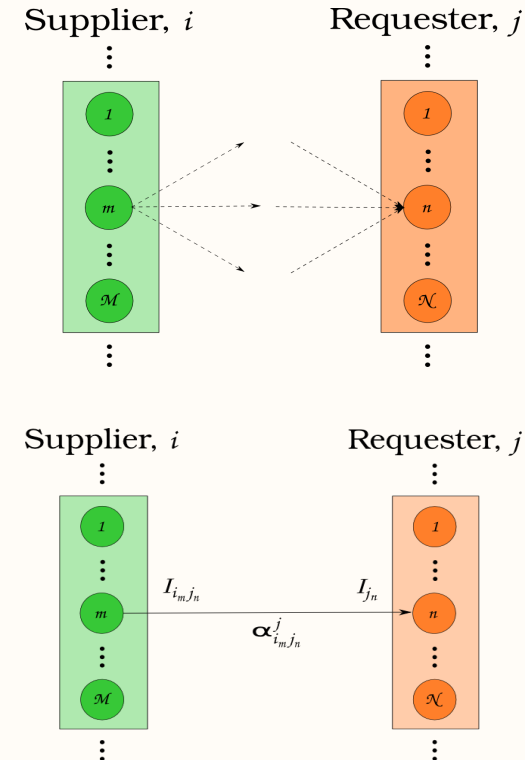 Supplier, i Requester, j
1 1
m n
M N
Supplier, i Requester, j
1 1
m I_{i_m j_n} I_{j_n} n
α^j_{i_m j_n}
M N